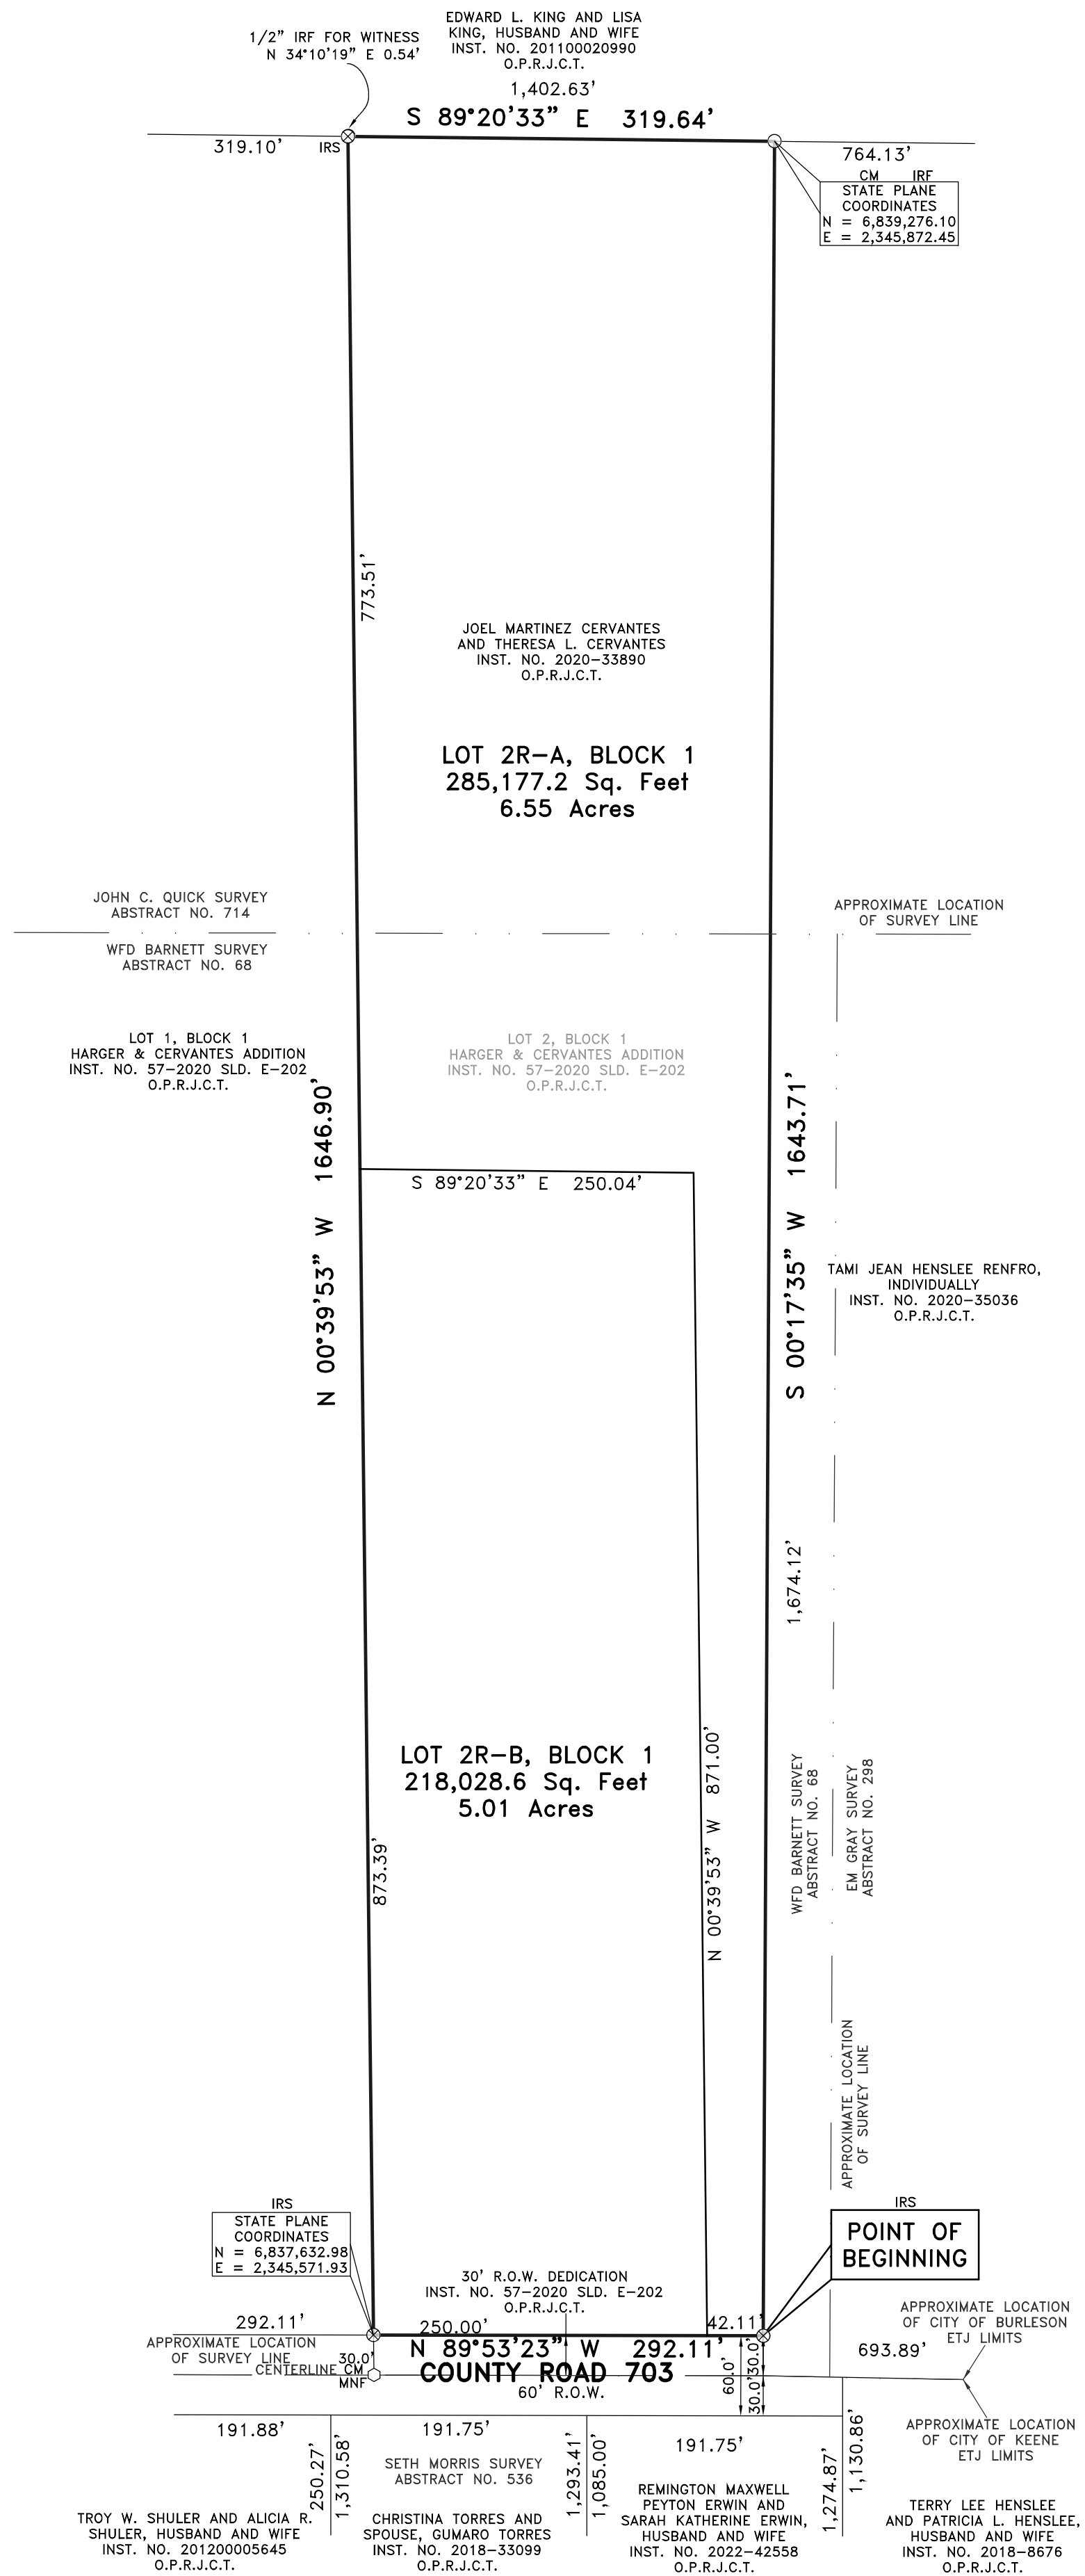 EDWARD L. KING AND LISA
KING, HUSBAND AND WIFE
INST. NO. 201100020990
O.P.R.J.C.T.
1/2" IRF FOR WITNESS
N 34°10'19" E 0.54'
1,402.63'
S 89°20'33" E 319.64'
319.10'
IRS
764.13'
CM IRF
STATE PLANE
COORDINATES
N = 6,839,276.10
E = 2,345,872.45
773.51'
JOEL MARTINEZ CERVANTES
AND THERESA L. CERVANTES
INST. NO. 2020-33890
O.P.R.J.C.T.
LOT 2R-A, BLOCK 1
285,177.2 Sq. Feet
6.55 Acres
JOHN C. QUICK SURVEY
ABSTRACT NO. 714
APPROXIMATE LOCATION
OF SURVEY LINE
WFD BARNETT SURVEY
ABSTRACT NO. 68
LOT 1, BLOCK 1
HARGER & CERVANTES ADDITION
INST. NO. 57-2020 SLD. E-202
O.P.R.J.C.T.
LOT 2, BLOCK 1
HARGER & CERVANTES ADDITION
INST. NO. 57-2020 SLD. E-202
O.P.R.J.C.T.
N 00°39'53" W 1646.90'
S 00°17'35" W 1643.71'
S 89°20'33" E 250.04'
TAMI JEAN HENSLEE RENFRO,
INDIVIDUALLY
INST. NO. 2020-35036
O.P.R.J.C.T.
1,674.12'
LOT 2R-B, BLOCK 1
218,028.6 Sq. Feet
5.01 Acres
873.39'
N 00°39'53" W 871.00'
WFD BARNETT SURVEY
ABSTRACT NO. 68
EM GRAY SURVEY
ABSTRACT NO. 298
APPROXIMATE LOCATION
OF SURVEY LINE
IRS
STATE PLANE
COORDINATES
N = 6,837,632.98
E = 2,345,571.93
IRS
POINT OF
BEGINNING
30' R.O.W. DEDICATION
INST. NO. 57-2020 SLD. E-202
O.P.R.J.C.T.
292.11'
250.00'
42.11'
APPROXIMATE LOCATION
OF SURVEY LINE
30.0'
CENTERLINE CM
MNF
N 89°53'23" W 292.11'
COUNTY ROAD 703
60' R.O.W.
60.0'
30.0'
30.0'
693.89'
APPROXIMATE LOCATION
OF CITY OF BURLESON
ETJ LIMITS
APPROXIMATE LOCATION
OF CITY OF KEENE
ETJ LIMITS
191.88'
191.75'
191.75'
250.27'
1,310.58'
1,293.41'
1,085.00'
1,274.87'
1,130.86'
SETH MORRIS SURVEY
ABSTRACT NO. 536
TROY W. SHULER AND ALICIA R.
SHULER, HUSBAND AND WIFE
INST. NO. 201200005645
O.P.R.J.C.T.
CHRISTINA TORRES AND
SPOUSE, GUMARO TORRES
INST. NO. 2018-33099
O.P.R.J.C.T.
REMINGTON MAXWELL
PEYTON ERWIN AND
SARAH KATHERINE ERWIN,
HUSBAND AND WIFE
INST. NO. 2022-42558
O.P.R.J.C.T.
TERRY LEE HENSLEE
AND PATRICIA L. HENSLEE,
HUSBAND AND WIFE
INST. NO. 2018-8676
O.P.R.J.C.T.